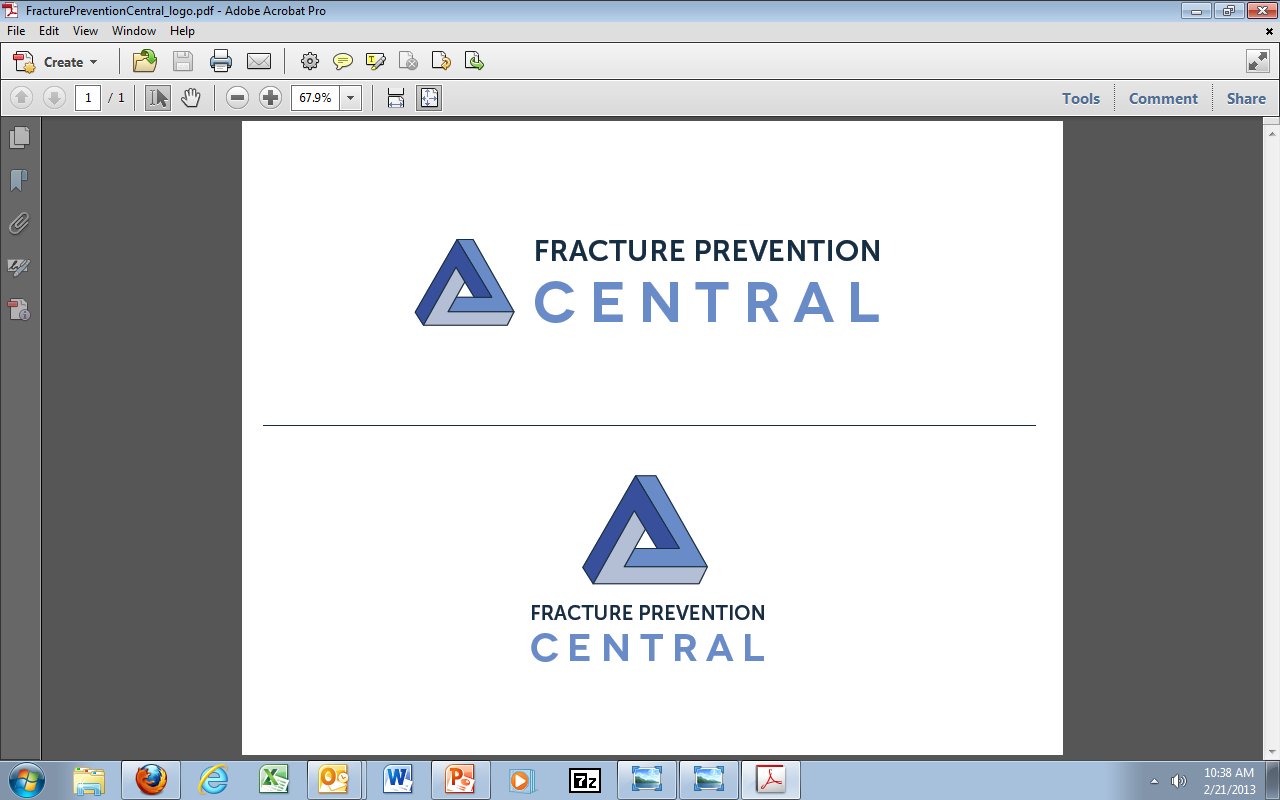 FracturePreventionCentral_logo.pdf - Adobe Acrobat Pro
File Edit View Window Help
Create
1 / 1 67.9% Tools Comment Share
FRACTURE PREVENTION
CENTRAL
FRACTURE PREVENTION
CENTRAL
7z
10:38 AM
2/21/2013